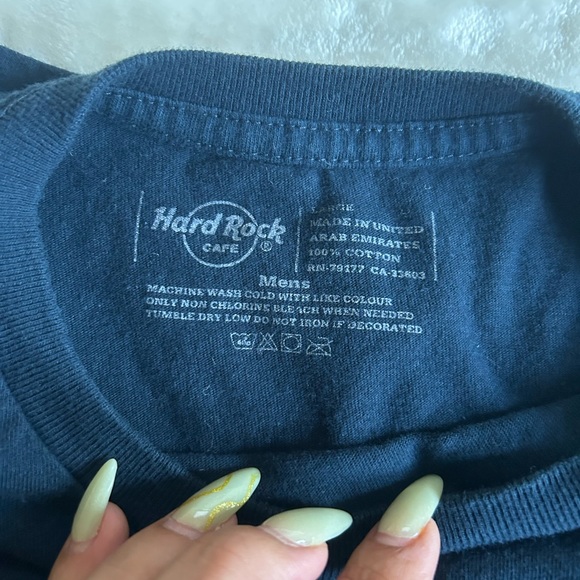 Hard Rock
CAFE
®
LARGE
MADE IN UNITED
ARAB EMIRATES
100% COTTON
RN-79177 CA-33603
Mens
MACHINE WASH COLD WITH LIKE COLOUR
ONLY NON CHLORINE BLEACH WHEN NEEDED
TUMBLE DRY LOW DO NOT IRON IF DECORATED